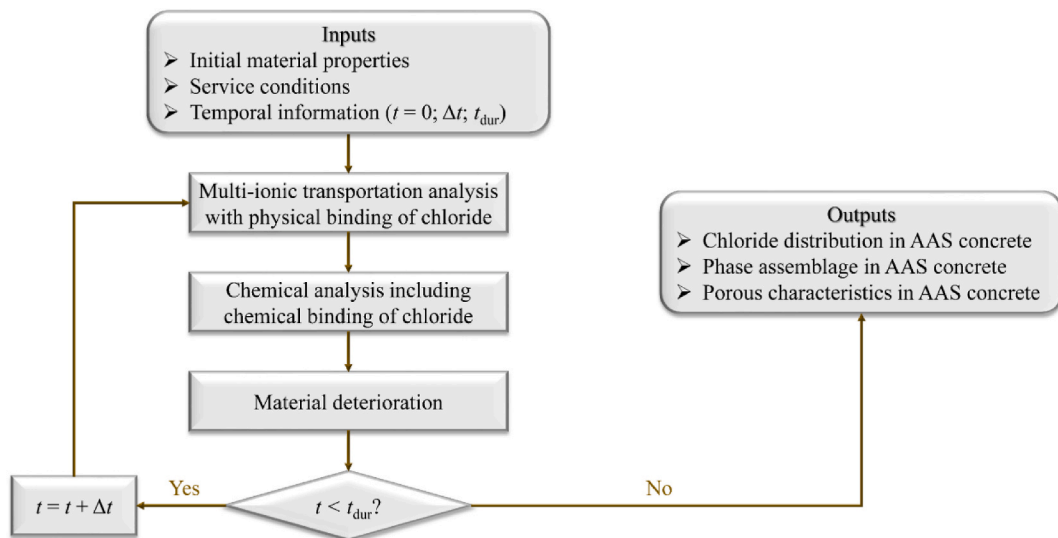 Inputs
➢ Initial material properties
➢ Service conditions
➢ Temporal information (t = 0; Δt; t_dur)
Multi-ionic transportation analysis
with physical binding of chloride
Chemical analysis including
chemical binding of chloride
Material deterioration
t < t_dur?
Yes
t = t + Δt
No
Outputs
➢ Chloride distribution in AAS concrete
➢ Phase assemblage in AAS concrete
➢ Porous characteristics in AAS concrete